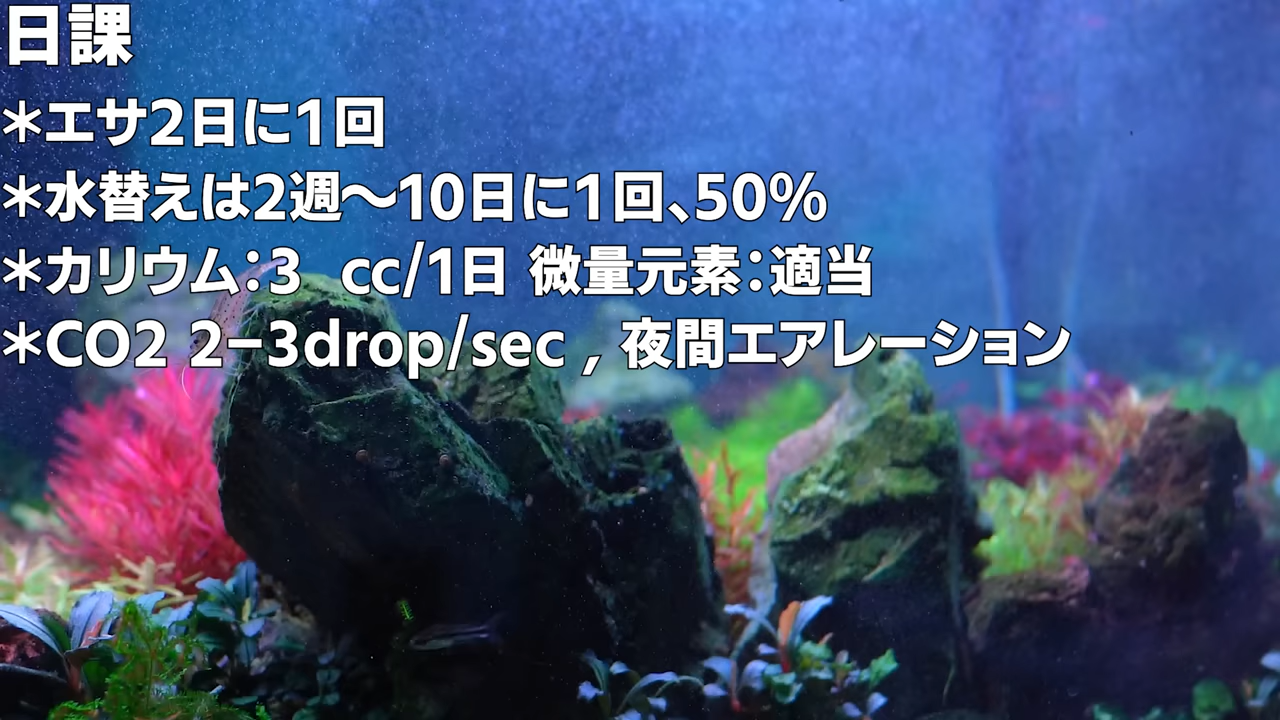 日課
＊エサ2日に1回
＊水替えは2週～10日に1回、50%
＊カリウム：3 cc/1日 微量元素：適当
＊CO2 2−3drop/sec , 夜間エアレーション